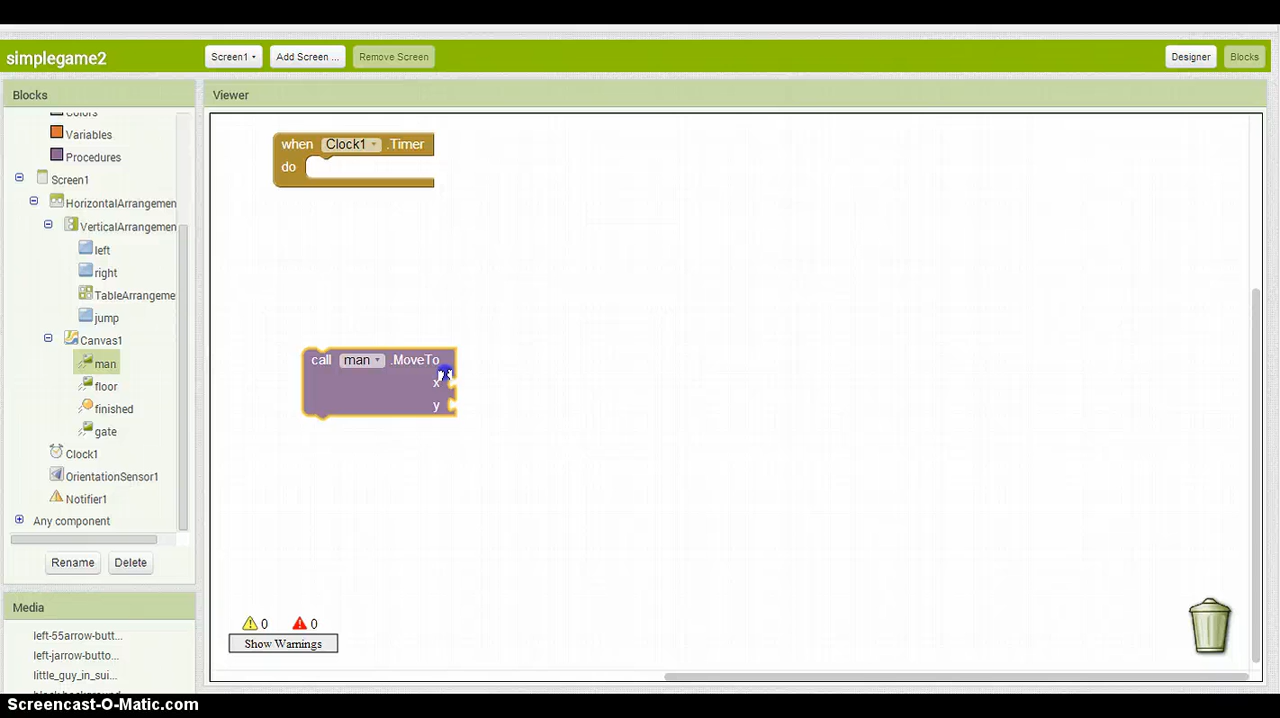 simplegame2
Screen1
Add Screen ...
Remove Screen
Designer
Blocks
Blocks
Viewer
Colors
Variables
Procedures
Screen1
HorizontalArrangemen
VerticalArrangemen
left
right
TableArrangeme
jump
Canvas1
man
floor
finished
gate
Clock1
OrientationSensor1
Notifier1
Any component
Rename
Delete
Media
left-55arrow-butt...
left-jarrow-butto...
little_guy_in_sui...
when Clock1 .Timer
do
call man .MoveTo
x
y
0 0
Show Warnings
Screencast-O-Matic.com